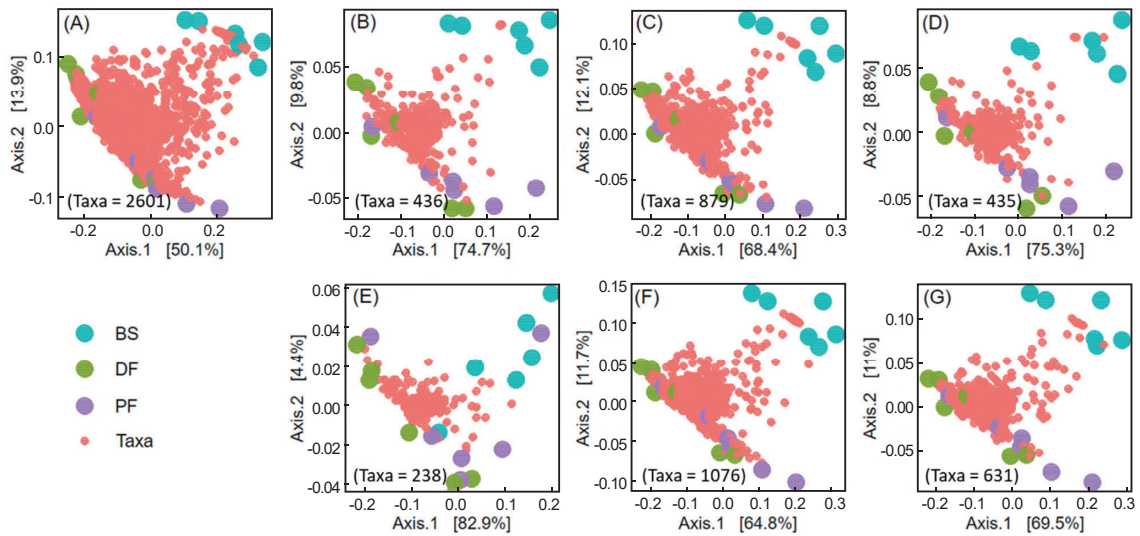 (A)
Axis.2 [13.9%]
0.1
0.0
-0.1
(Taxa = 2601)
-0.2 0.0 0.2
Axis.1 [50.1%]
(B)
Axis.2 [9.8%]
0.05
0.00
-0.05
(Taxa = 436)
-0.2 -0.1 0.0 0.1 0.2
Axis.1 [74.7%]
(C)
Axis.2 [12.1%]
0.10
0.05
0.00
-0.05
(Taxa = 879)
-0.2 -0.1 0.0 0.1 0.2 0.3
Axis.1 [68.4%]
(D)
Axis.2 [8.8%]
0.05
0.00
-0.05
(Taxa = 435)
-0.2 -0.1 0.0 0.1 0.2
Axis.1 [75.3%]
BS
DF
PF
Taxa
(E)
Axis.2 [4.4%]
0.06
0.04
0.02
0.00
-0.02
-0.04
(Taxa = 238)
-0.2 -0.1 0.0 0.1 0.2
Axis.1 [82.9%]
(F)
Axis.2 [11.7%]
0.15
0.10
0.05
0.00
-0.05
-0.10
(Taxa = 1076)
-0.2 -0.1 0.0 0.1 0.2 0.3
Axis.1 [64.8%]
(G)
Axis.2 [11%]
0.10
0.05
0.00
-0.05
(Taxa = 631)
-0.2 -0.1 0.0 0.1 0.2 0.3
Axis.1 [69.5%]